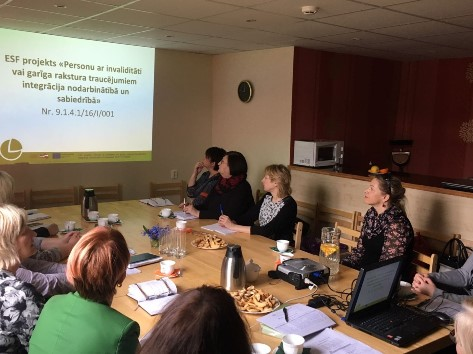 ESF projekts «Personu ar invaliditāti
vai garīga rakstura traucējumiem
integrācija nodarbinātībā un
sabiedrībā»
Nr. 9.1.4.1/16/I/001